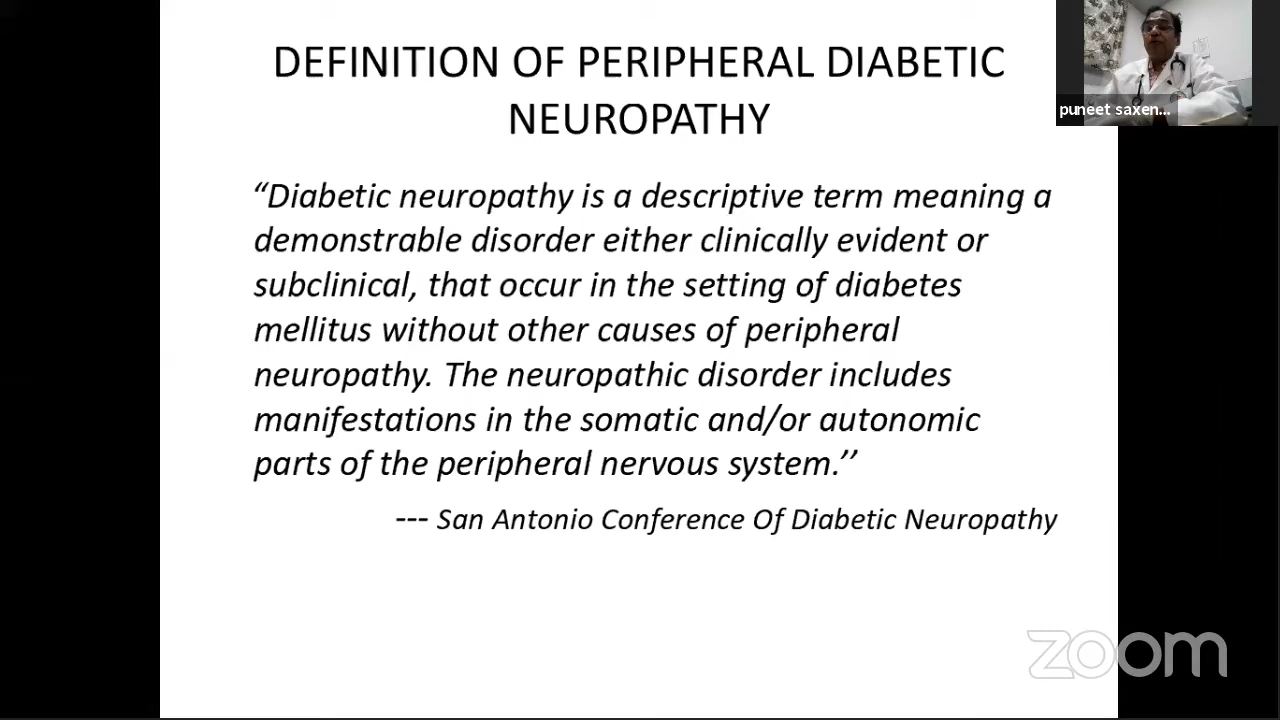 DEFINITION OF PERIPHERAL DIABETIC
NEUROPATHY
puneet saxen...
“Diabetic neuropathy is a descriptive term meaning a
demonstrable disorder either clinically evident or
subclinical, that occur in the setting of diabetes
mellitus without other causes of peripheral
neuropathy. The neuropathic disorder includes
manifestations in the somatic and/or autonomic
parts of the peripheral nervous system.’’
--- San Antonio Conference Of Diabetic Neuropathy
zoom